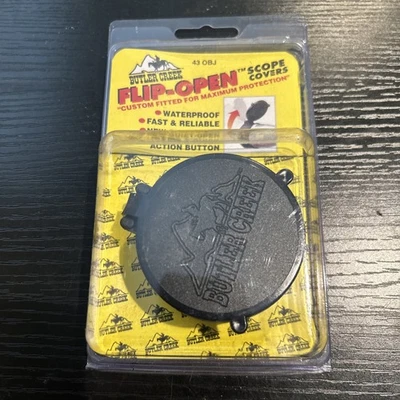 43 OBJ
BUTLER CREEK
FLIP-OPEN™ SCOPE COVERS
"CUSTOM FITTED FOR MAXIMUM PROTECTION"
• WATERPROOF
• FAST & RELIABLE
ACTION BUTTON
BUTLER CREEK